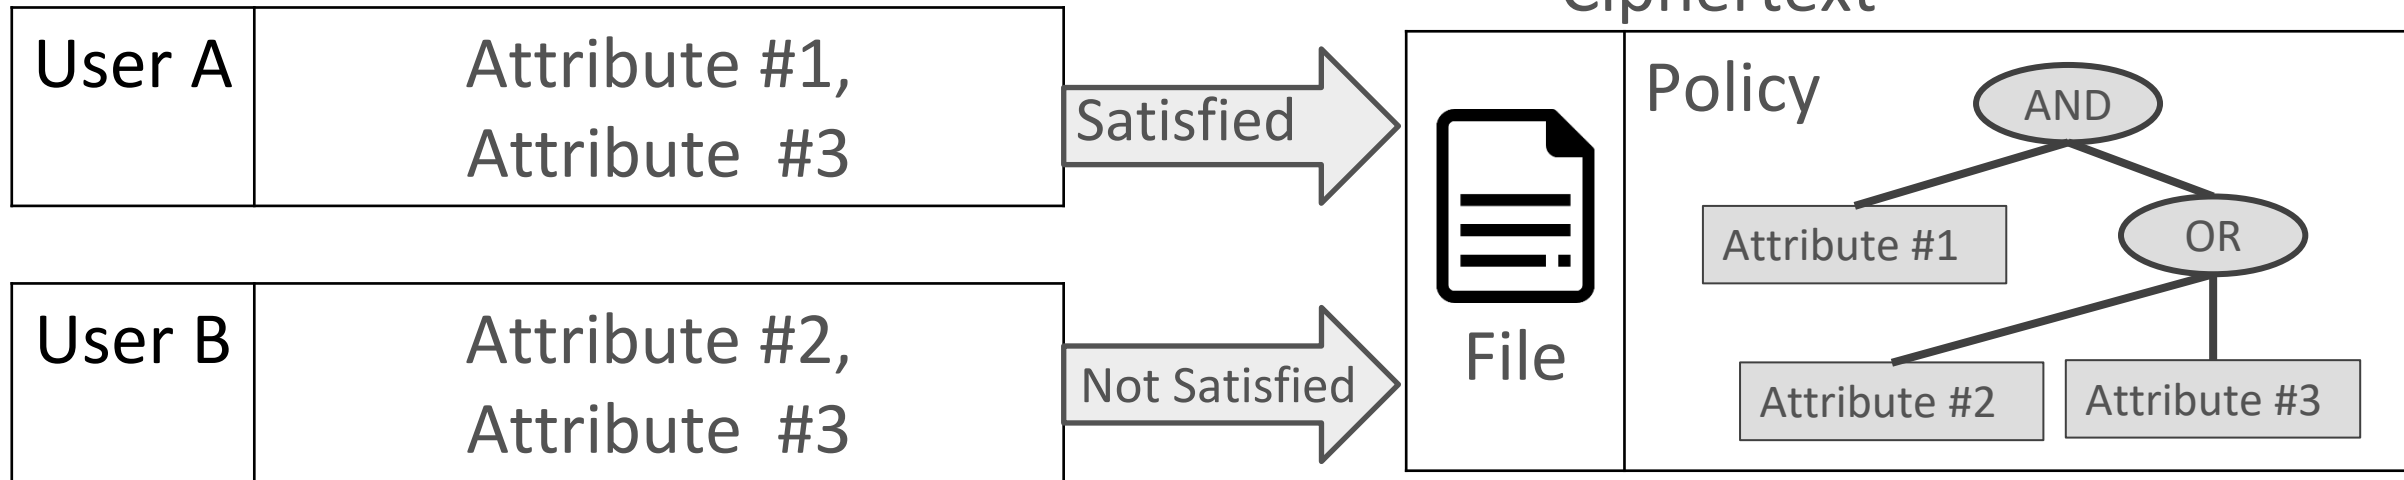 Ciphertext
User A
Attribute #1,
Attribute #3
Satisfied
File
Policy
AND
Attribute #1
OR
Attribute #2
Attribute #3
User B
Attribute #2,
Attribute #3
Not Satisfied